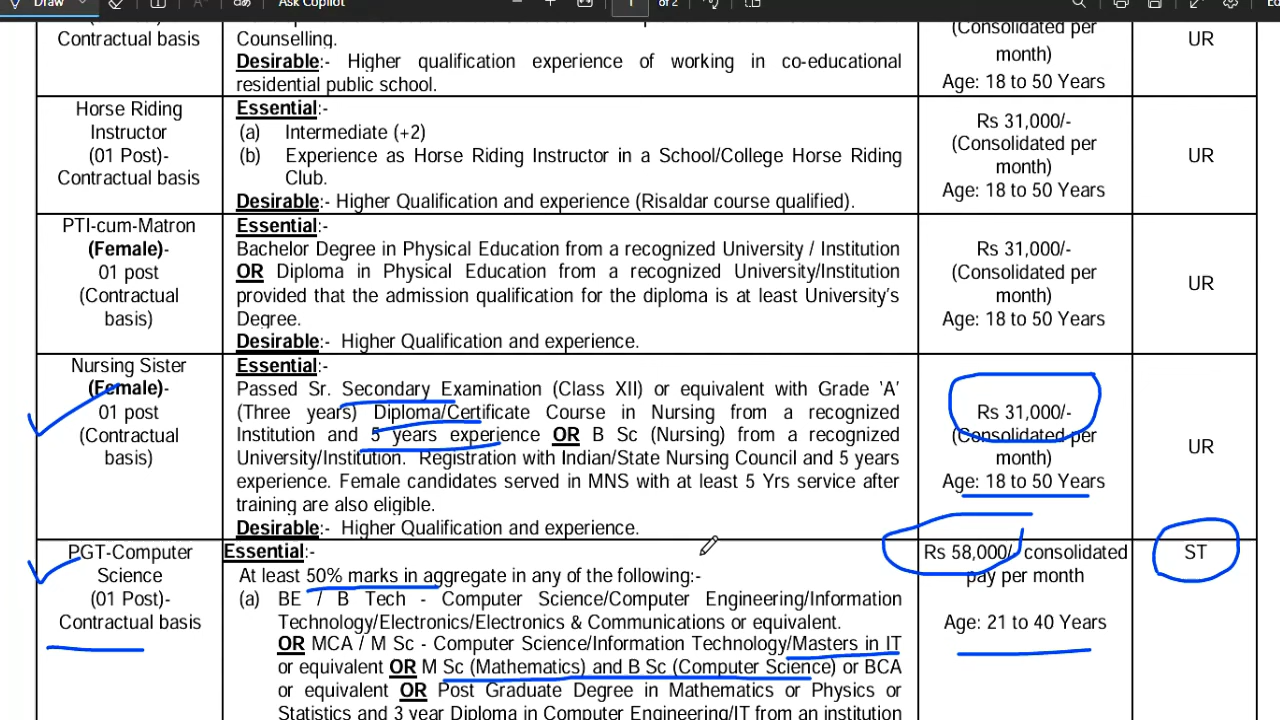 Draw
Ask Copilot
1 of 2
Contractual basis
Counselling.
Desirable:- Higher qualification experience of working in co-educational
residential public school.
(Consolidated per
month)
Age: 18 to 50 Years
UR
Horse Riding
Instructor
(01 Post)-
Contractual basis
Essential:-
(a) Intermediate (+2)
(b) Experience as Horse Riding Instructor in a School/College Horse Riding
Club.
Desirable:- Higher Qualification and experience (Risaldar course qualified).
Rs 31,000/-
(Consolidated per
month)
Age: 18 to 50 Years
UR
PTI-cum-Matron
(Female)-
01 post
(Contractual
basis)
Essential:-
Bachelor Degree in Physical Education from a recognized University / Institution
OR Diploma in Physical Education from a recognized University/Institution
provided that the admission qualification for the diploma is at least University's
Degree.
Desirable:- Higher Qualification and experience.
Rs 31,000/-
(Consolidated per
month)
Age: 18 to 50 Years
UR
Nursing Sister
(Female)-
01 post
(Contractual
basis)
Essential:-
Passed Sr. Secondary Examination (Class XII) or equivalent with Grade 'A'
(Three years) Diploma/Certificate Course in Nursing from a recognized
Institution and 5 years experience OR B Sc (Nursing) from a recognized
University/Institution. Registration with Indian/State Nursing Council and 5 years
experience. Female candidates served in MNS with at least 5 Yrs service after
training are also eligible.
Desirable:- Higher Qualification and experience.
Rs 31,000/-
(Consolidated per
month)
Age: 18 to 50 Years
UR
PGT-Computer
Science
(01 Post)-
Contractual basis
Essential:-
At least 50% marks in aggregate in any of the following:-
(a) BE / B Tech - Computer Science/Computer Engineering/Information
Technology/Electronics/Electronics & Communications or equivalent.
OR MCA / M Sc - Computer Science/Information Technology/Masters in IT
or equivalent OR M Sc (Mathematics) and B Sc (Computer Science) or BCA
or equivalent OR Post Graduate Degree in Mathematics or Physics or
Statistics and 3 year Diploma in Computer Engineering/IT from an institution
Rs 58,000/- consolidated
pay per month
Age: 21 to 40 Years
ST